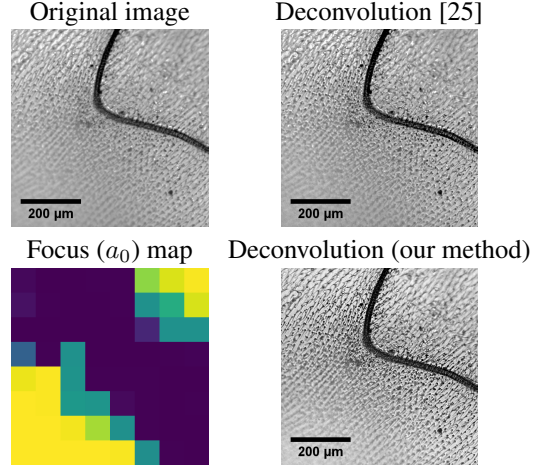 Original image
Deconvolution [25]
200 µm
200 µm
Focus (a₀) map
Deconvolution (our method)
200 µm